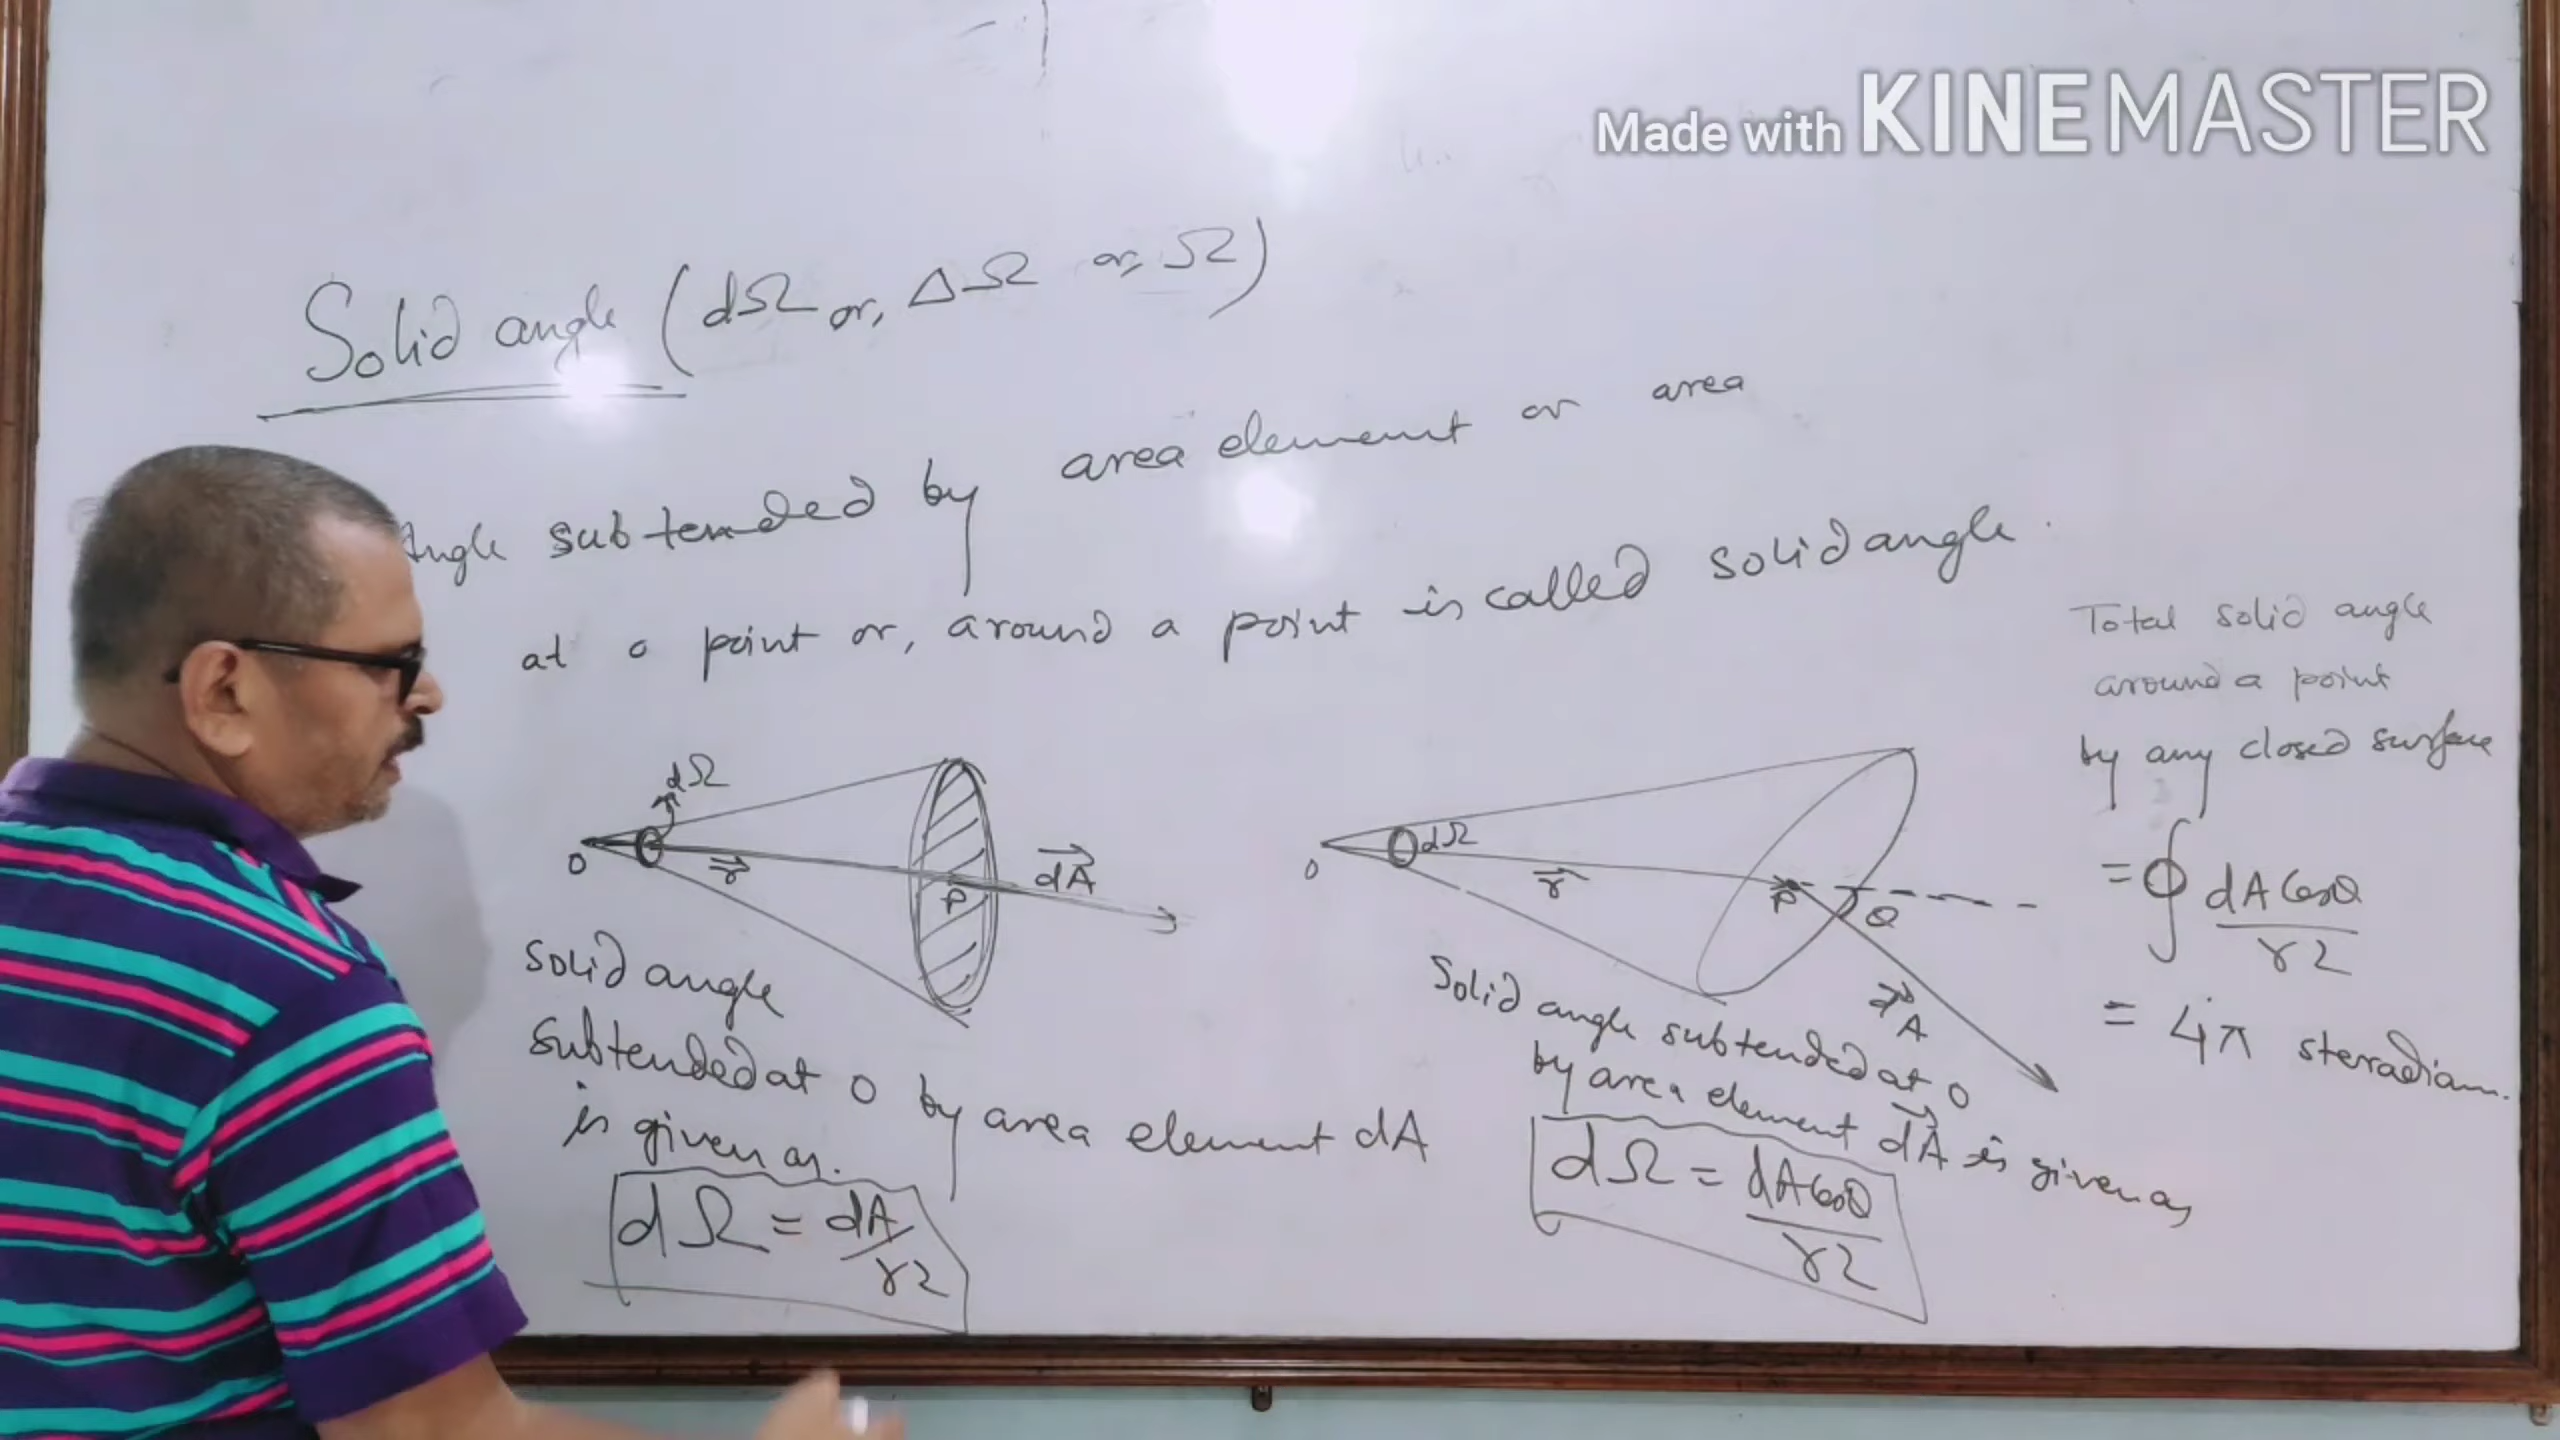 Made with KINEMASTER
Solid angle (dΩ or, ΔΩ or, Ω)
Angle subtended by area element or area
at a point or, around a point is called solid angle.
Total solid angle
around a point
by any closed surface
= ∮ dA Cosθ / r2
= 4π steradian.
dΩ
O
r⃗
P
dA⃗
Solid angle
subtended at O by area element dA
is given as.
dΩ = dA / r2
O
dΩ
r⃗
P
θ
dA⃗
Solid angle subtended at O
by area element dA⃗ is given as
dΩ = dA Cosθ / r2